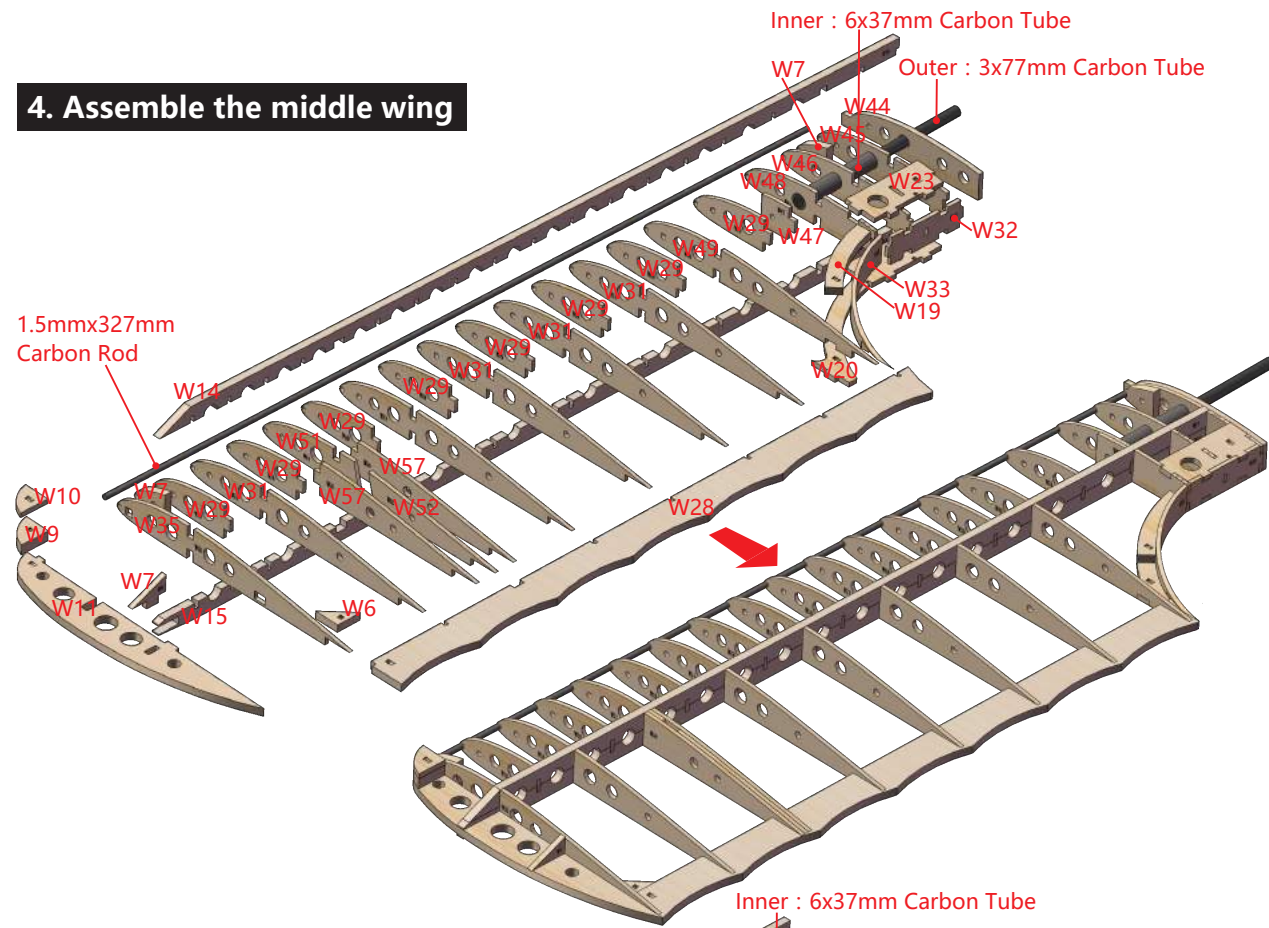 Inner : 6x37mm Carbon Tube
W7
Outer : 3x77mm Carbon Tube
4. Assemble the middle wing
W44
W45
W46
W48
W23
W29
W47
W32
W49
W29
W33
W31
W19
W29
1.5mmx327mm
Carbon Rod
W31
W29
W20
W31
W14
W29
W29
W51
W57
W29
W57
W52
W31
W28
W10
W7
W29
W35
W9
W7
W11
W15
W6
Inner : 6x37mm Carbon Tube